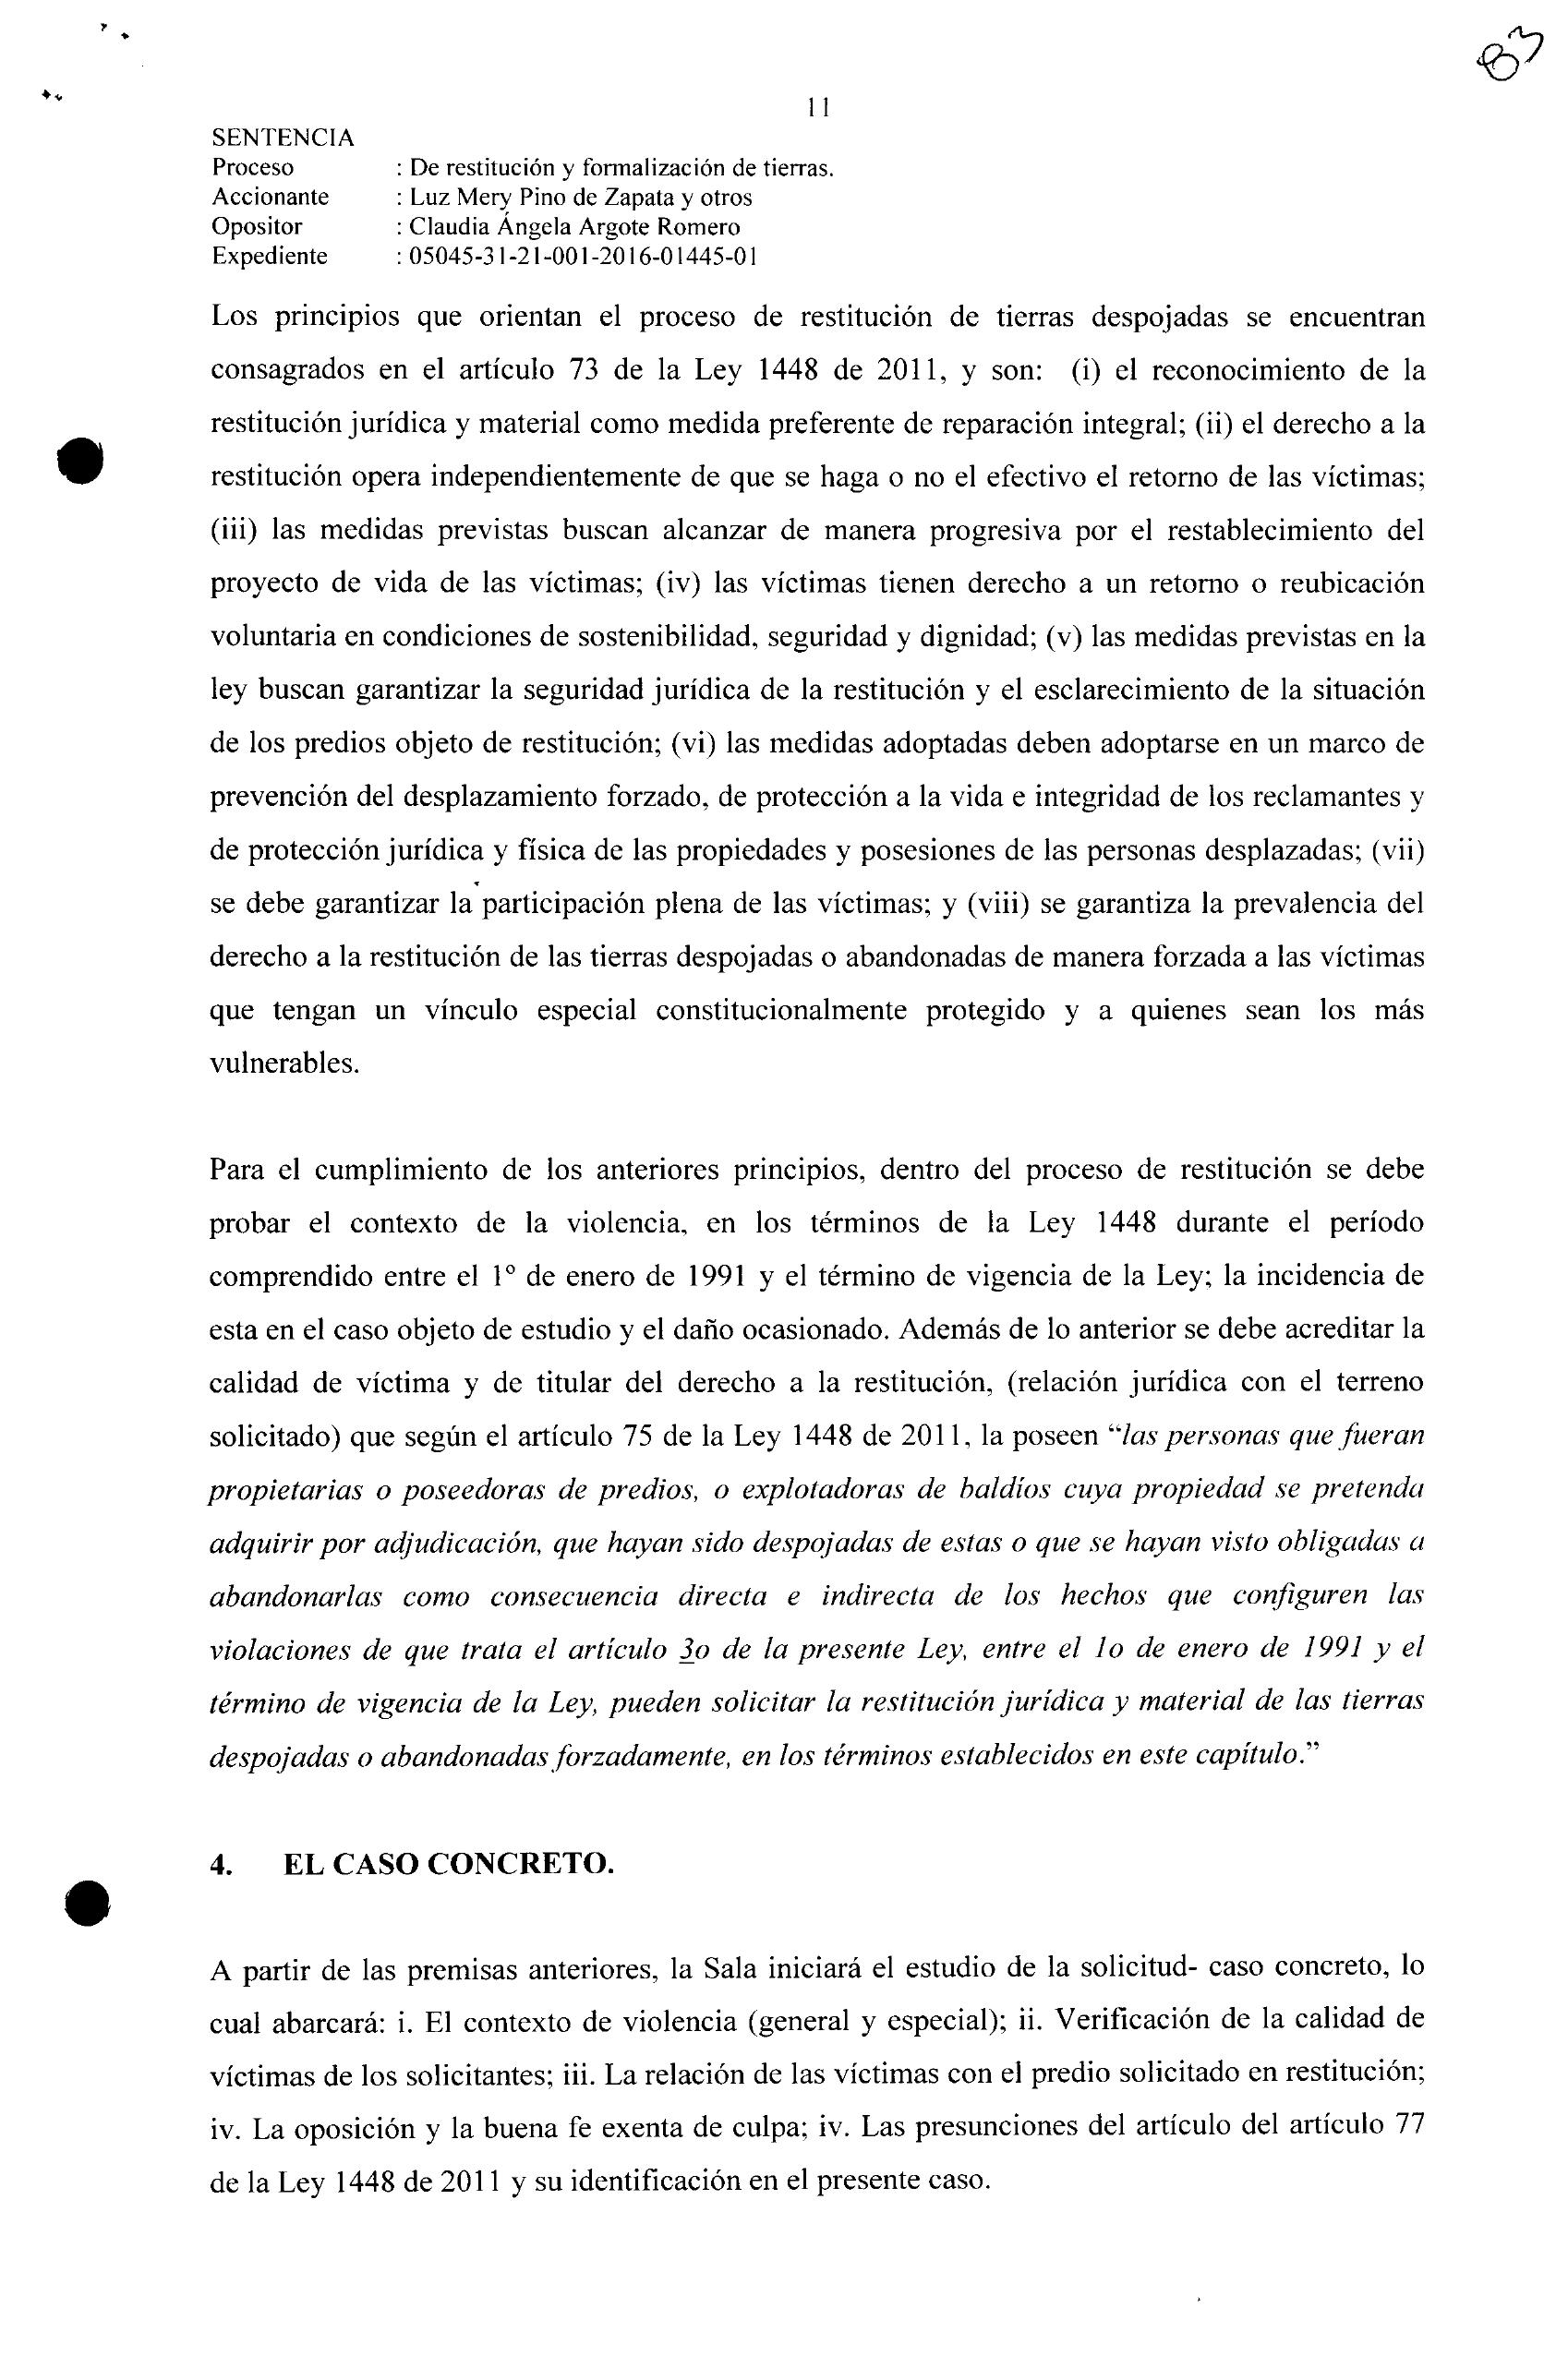 83
11
SENTENCIA
Proceso : De restitución y formalización de tierras.
Accionante : Luz Mery Pino de Zapata y otros
Opositor : Claudia Ángela Argote Romero
Expediente : 05045-31-21-001-2016-01445-01
Los principios que orientan el proceso de restitución de tierras despojadas se encuentran
consagrados en el artículo 73 de la Ley 1448 de 2011, y son: (i) el reconocimiento de la
restitución jurídica y material como medida preferente de reparación integral; (ii) el derecho a la
restitución opera independientemente de que se haga o no el efectivo el retorno de las víctimas;
(iii) las medidas previstas buscan alcanzar de manera progresiva por el restablecimiento del
proyecto de vida de las víctimas; (iv) las víctimas tienen derecho a un retorno o reubicación
voluntaria en condiciones de sostenibilidad, seguridad y dignidad; (v) las medidas previstas en la
ley buscan garantizar la seguridad jurídica de la restitución y el esclarecimiento de la situación
de los predios objeto de restitución; (vi) las medidas adoptadas deben adoptarse en un marco de
prevención del desplazamiento forzado, de protección a la vida e integridad de los reclamantes y
de protección jurídica y física de las propiedades y posesiones de las personas desplazadas; (vii)
se debe garantizar la participación plena de las víctimas; y (viii) se garantiza la prevalencia del
derecho a la restitución de las tierras despojadas o abandonadas de manera forzada a las víctimas
que tengan un vínculo especial constitucionalmente protegido y a quienes sean los más
vulnerables.
Para el cumplimiento de los anteriores principios, dentro del proceso de restitución se debe
probar el contexto de la violencia, en los términos de la Ley 1448 durante el período
comprendido entre el 1° de enero de 1991 y el término de vigencia de la Ley; la incidencia de
esta en el caso objeto de estudio y el daño ocasionado. Además de lo anterior se debe acreditar la
calidad de víctima y de titular del derecho a la restitución, (relación jurídica con el terreno
solicitado) que según el artículo 75 de la Ley 1448 de 2011, la poseen “las personas que fueran
propietarias o poseedoras de predios, o explotadoras de baldíos cuya propiedad se pretenda
adquirir por adjudicación, que hayan sido despojadas de estas o que se hayan visto obligadas a
abandonarlas como consecuencia directa e indirecta de los hechos que configuren las
violaciones de que trata el artículo 3o de la presente Ley, entre el 1o de enero de 1991 y el
término de vigencia de la Ley, pueden solicitar la restitución jurídica y material de las tierras
despojadas o abandonadas forzadamente, en los términos establecidos en este capítulo.”
4. EL CASO CONCRETO.
A partir de las premisas anteriores, la Sala iniciará el estudio de la solicitud- caso concreto, lo
cual abarcará: i. El contexto de violencia (general y especial); ii. Verificación de la calidad de
víctimas de los solicitantes; iii. La relación de las víctimas con el predio solicitado en restitución;
iv. La oposición y la buena fe exenta de culpa; iv. Las presunciones del artículo del artículo 77
de la Ley 1448 de 2011 y su identificación en el presente caso.